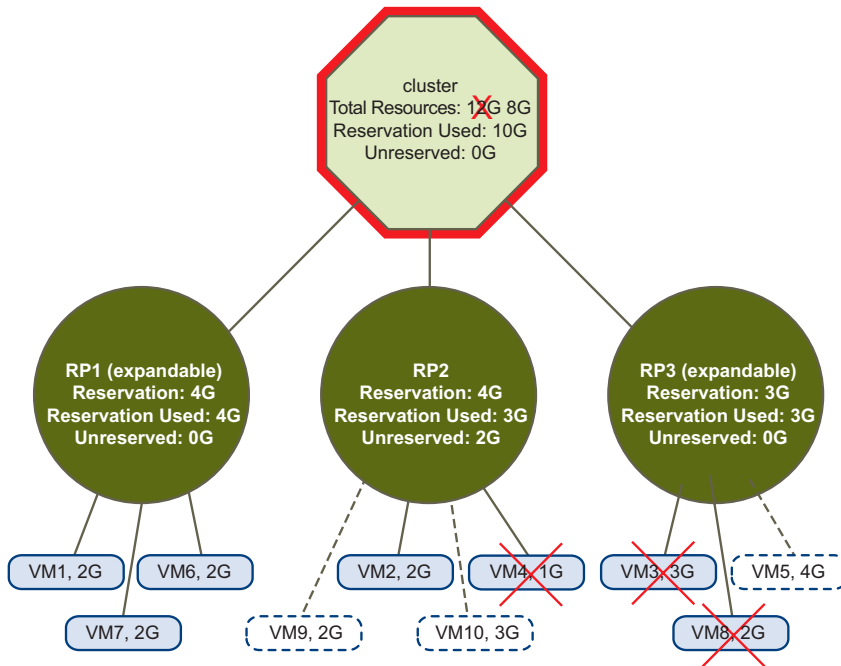 cluster
Total Resources: 12G 8G
Reservation Used: 10G
Unreserved: 0G
RP1 (expandable)
Reservation: 4G
Reservation Used: 4G
Unreserved: 0G
RP2
Reservation: 4G
Reservation Used: 3G
Unreserved: 2G
RP3 (expandable)
Reservation: 3G
Reservation Used: 3G
Unreserved: 0G
VM1, 2G
VM6, 2G
VM2, 2G
VM4, 1G
VM3, 3G
VM5, 4G
VM7, 2G
VM9, 2G
VM10, 3G
VM8, 2G